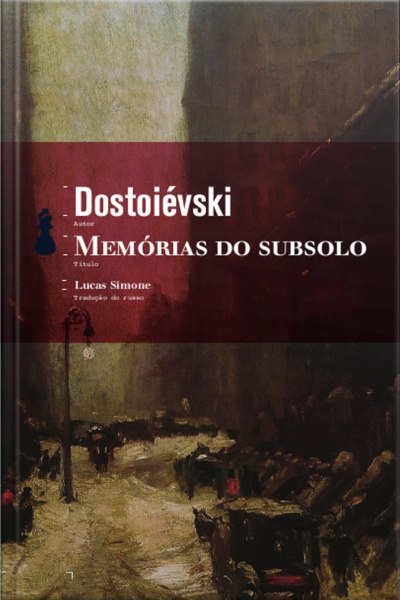 Dostoiévski
Autor
Memórias do subsolo
Título
Lucas Simone
Tradução do russo